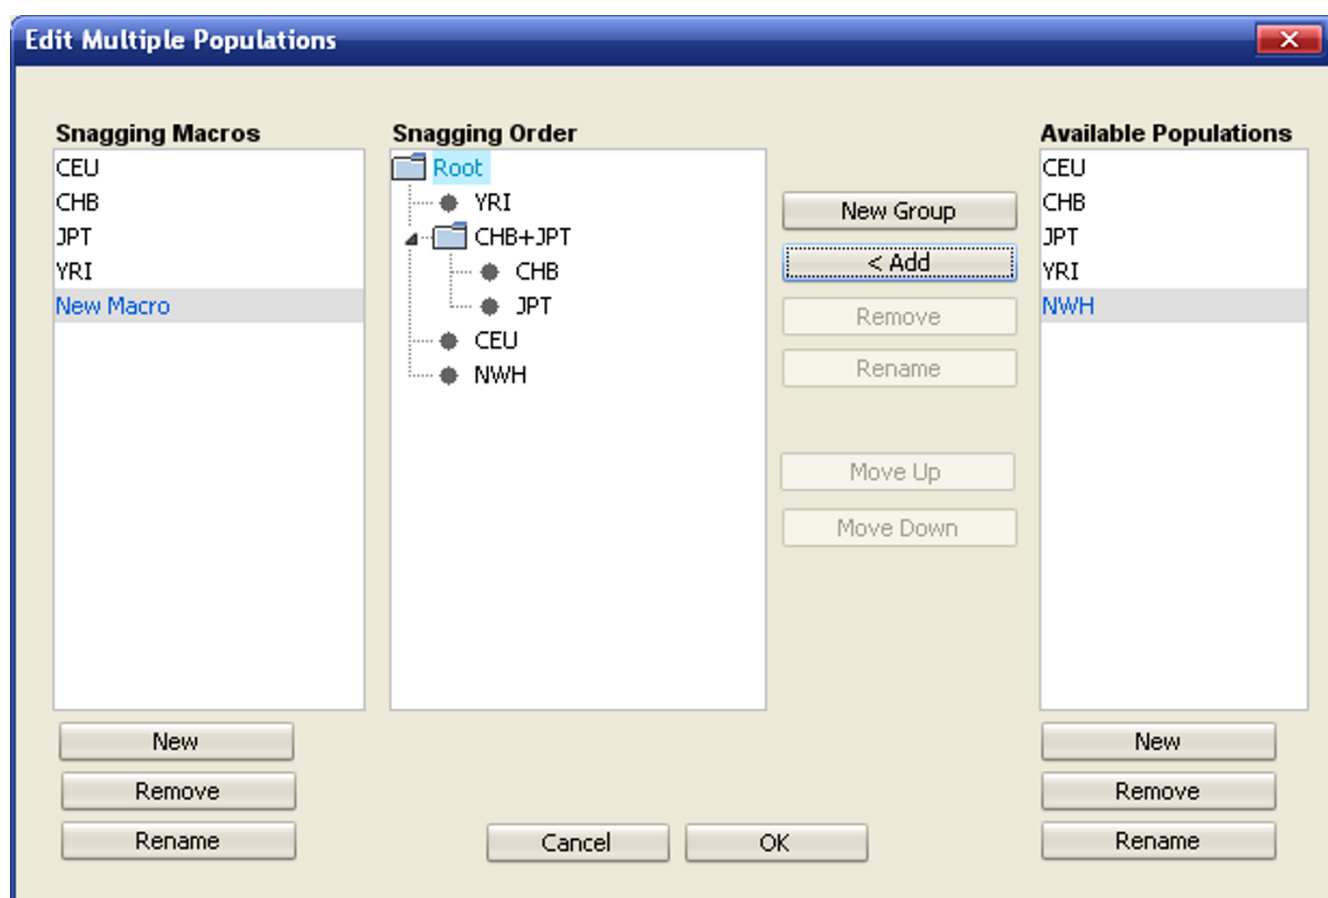 Edit Multiple Populations
Snagging Macros
CEU
CHB
JPT
YRI
New Macro
New
Remove
Rename
Snagging Order
Root
YRI
CHB+JPT
CHB
JPT
CEU
NWH
New Group
< Add
Remove
Rename
Move Up
Move Down
Available Populations
CEU
CHB
JPT
YRI
NWH
New
Remove
Rename
Cancel
OK